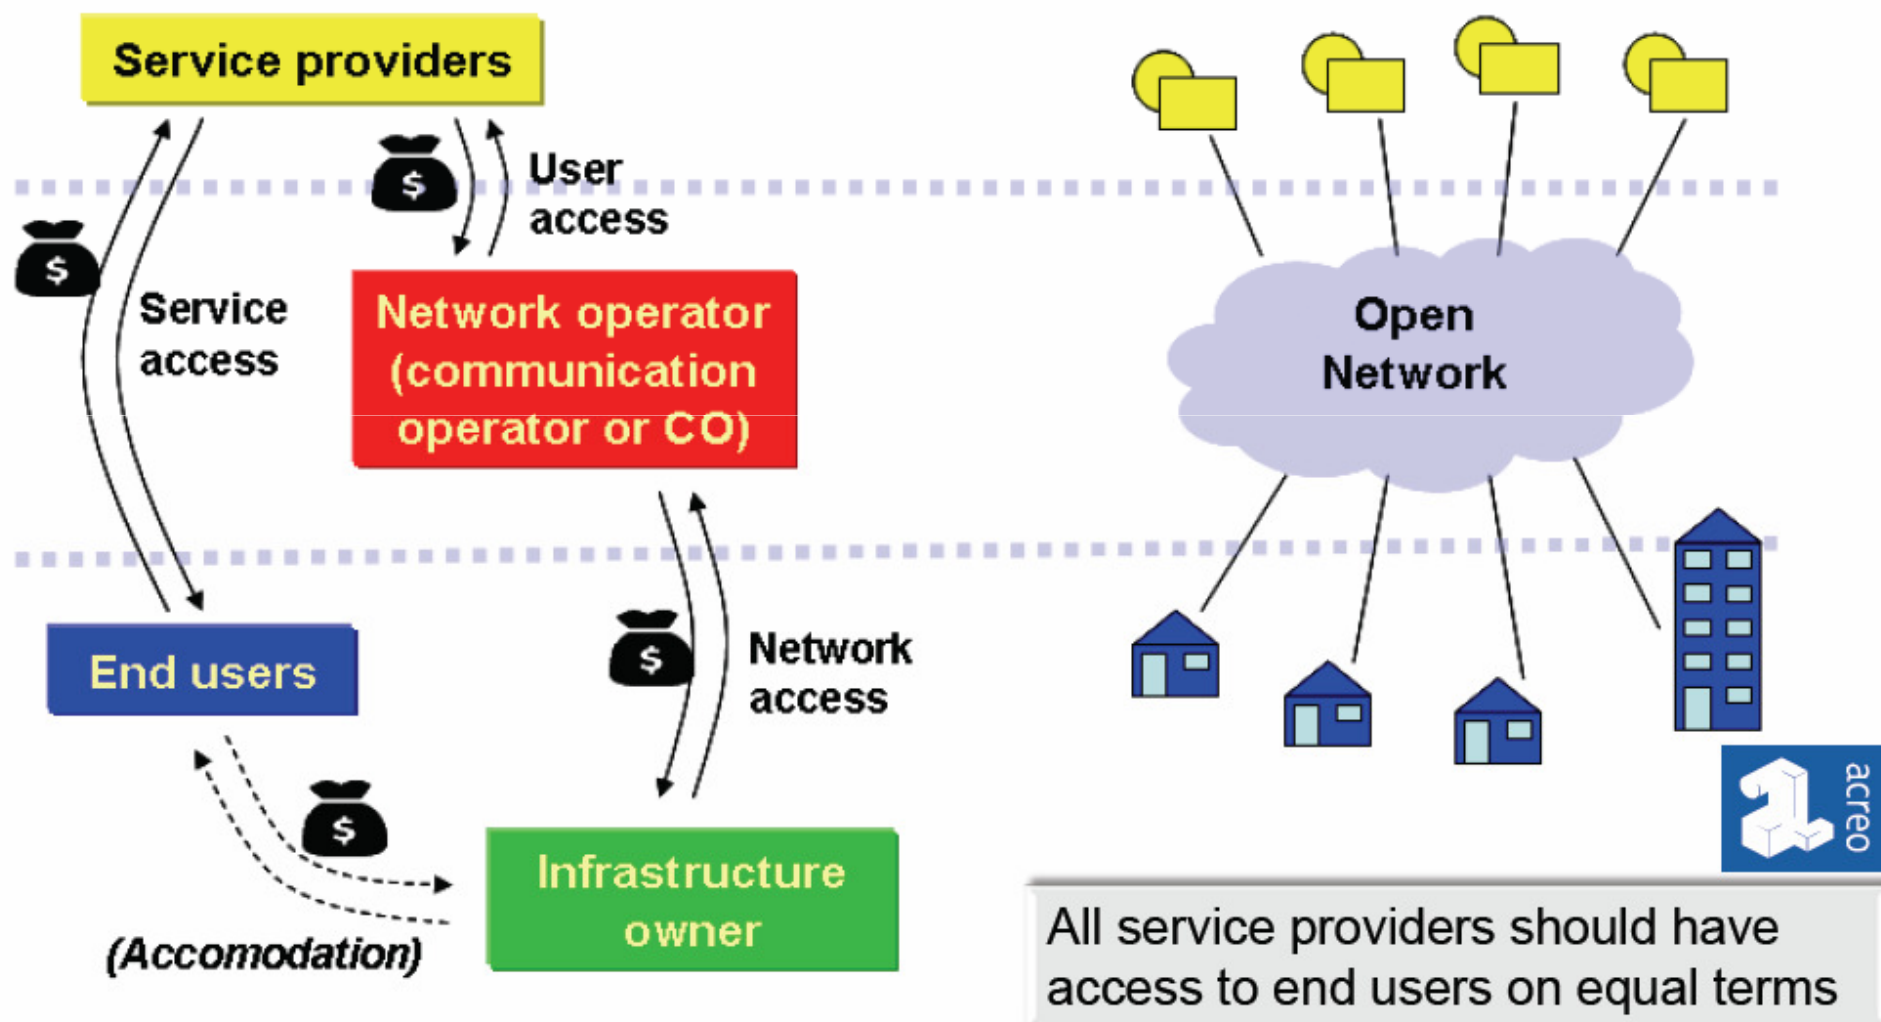 Service providers
$
User
access
$
Service
access
Network operator
(communication
operator or CO)
End users
$
Network
access
$
(Accomodation)
Infrastructure
owner
Open
Network
acreo
All service providers should have
access to end users on equal terms